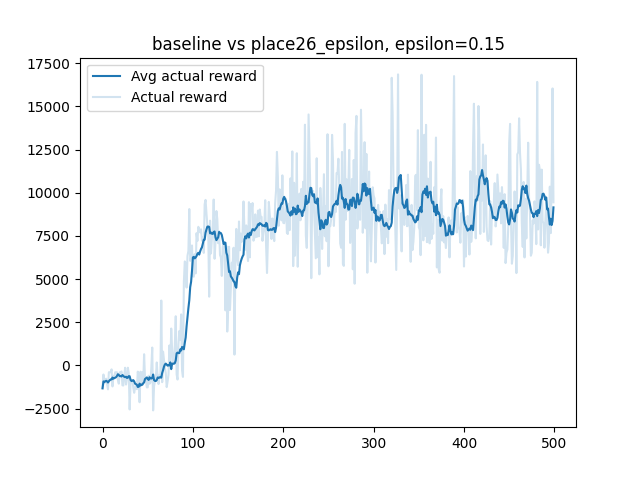 baseline vs place26_epsilon, epsilon=0.15
17500
15000
12500
10000
7500
5000
2500
0
−2500
Avg actual reward
Actual reward
0 100 200 300 400 500